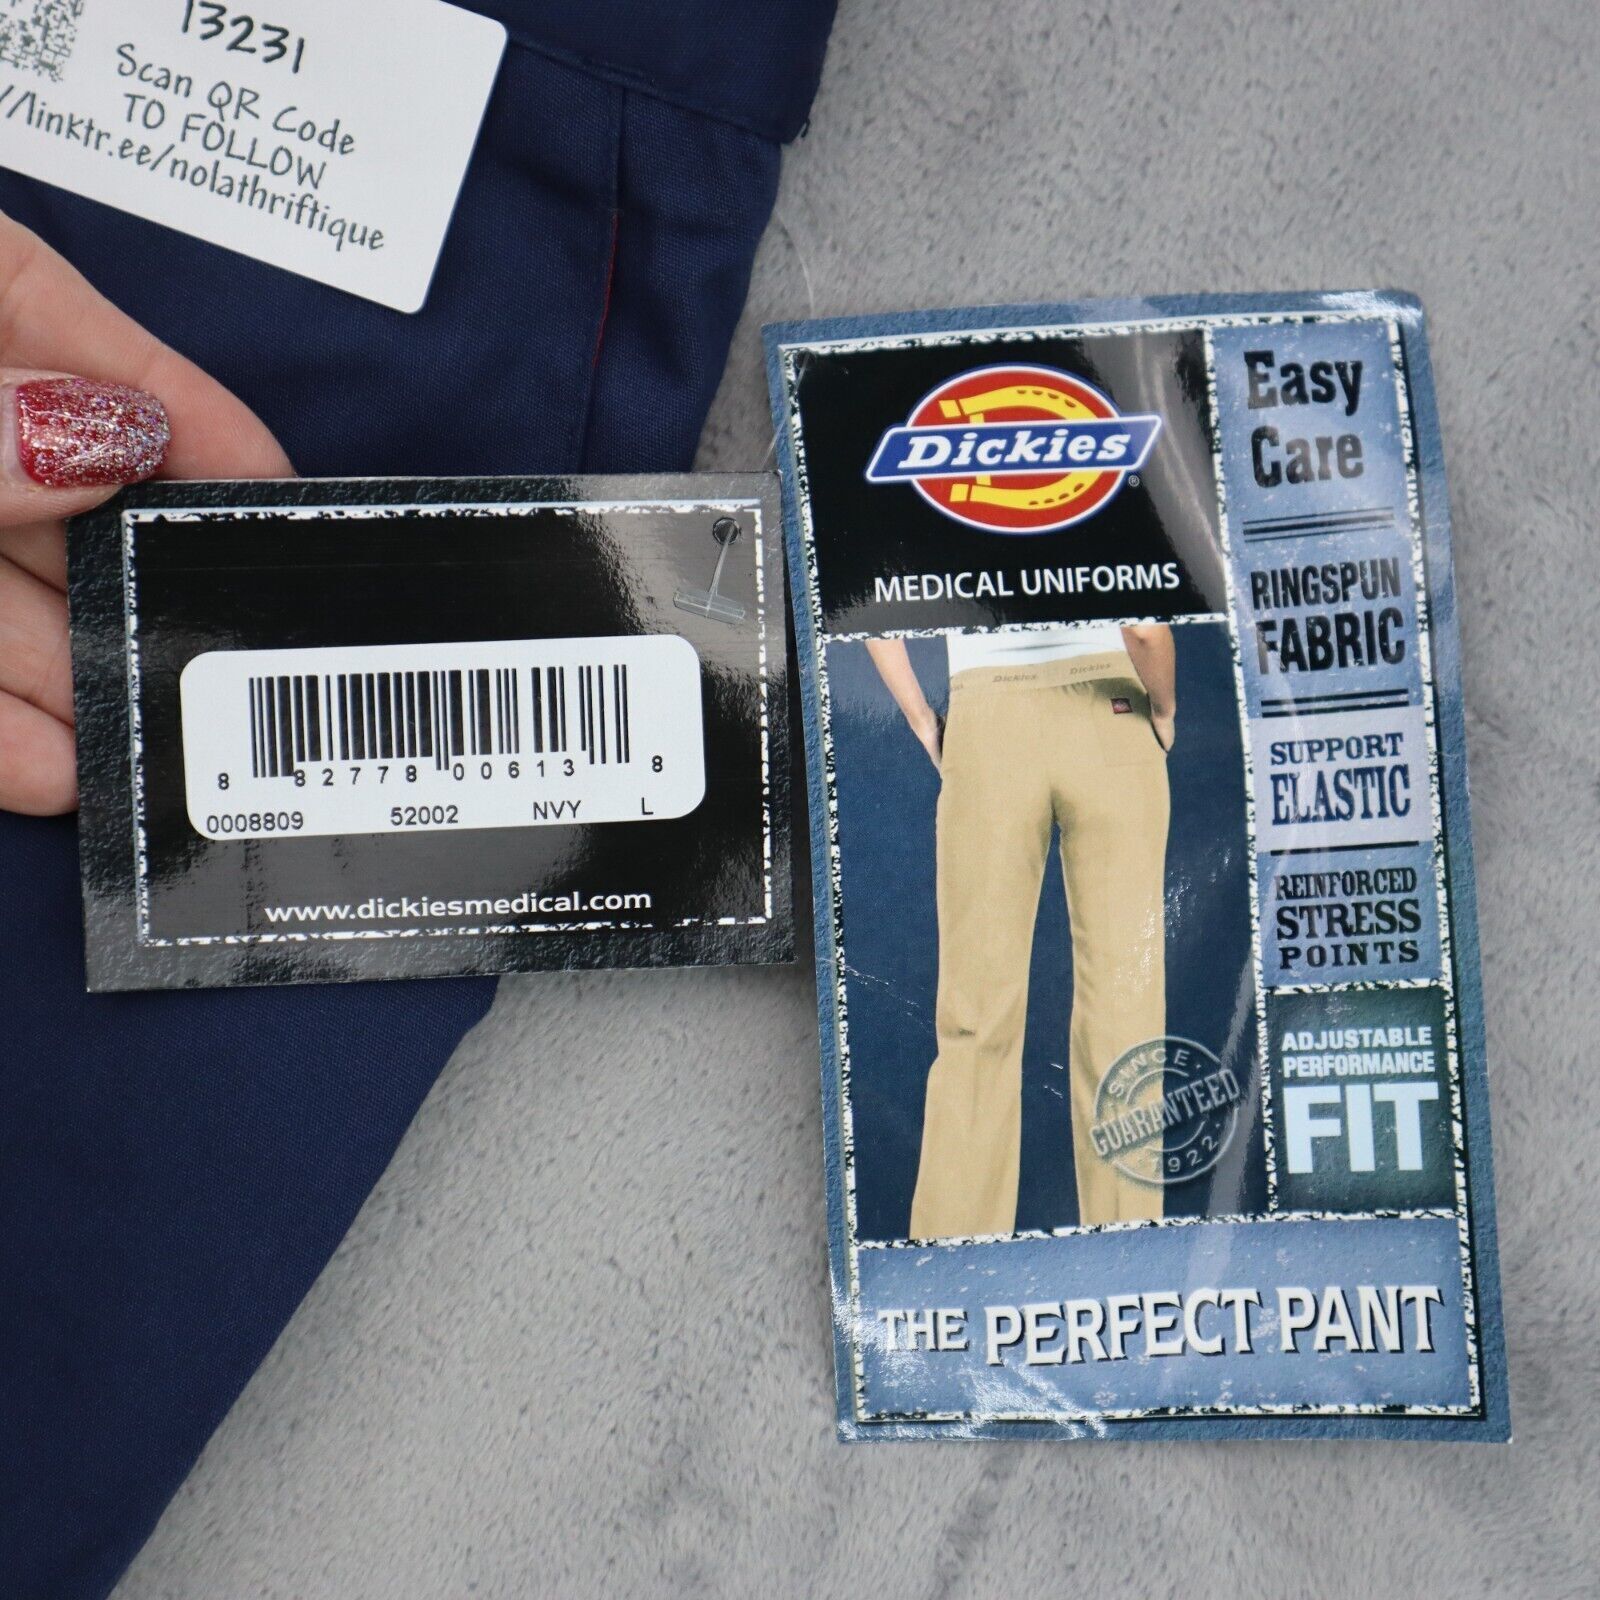 13231
Scan QR Code
TO FOLLOW
/linktr.ee/nolathriftique
8 82778 00613 8
0008809 52002 NVY L
www.dickiesmedical.com
Dickies®
MEDICAL UNIFORMS
Dickies Dickies
SINCE
GUARANTEED
1922
Easy
Care
RINGSPUN
FABRIC
SUPPORT
ELASTIC
REINFORCED
STRESS
POINTS
ADJUSTABLE
PERFORMANCE
FIT
THE PERFECT PANT